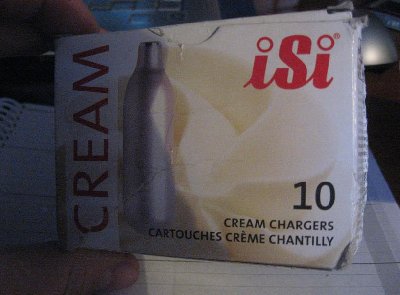 CREAM
iSi®
10
CREAM CHARGERS
CARTOUCHES CRÈME CHANTILLY